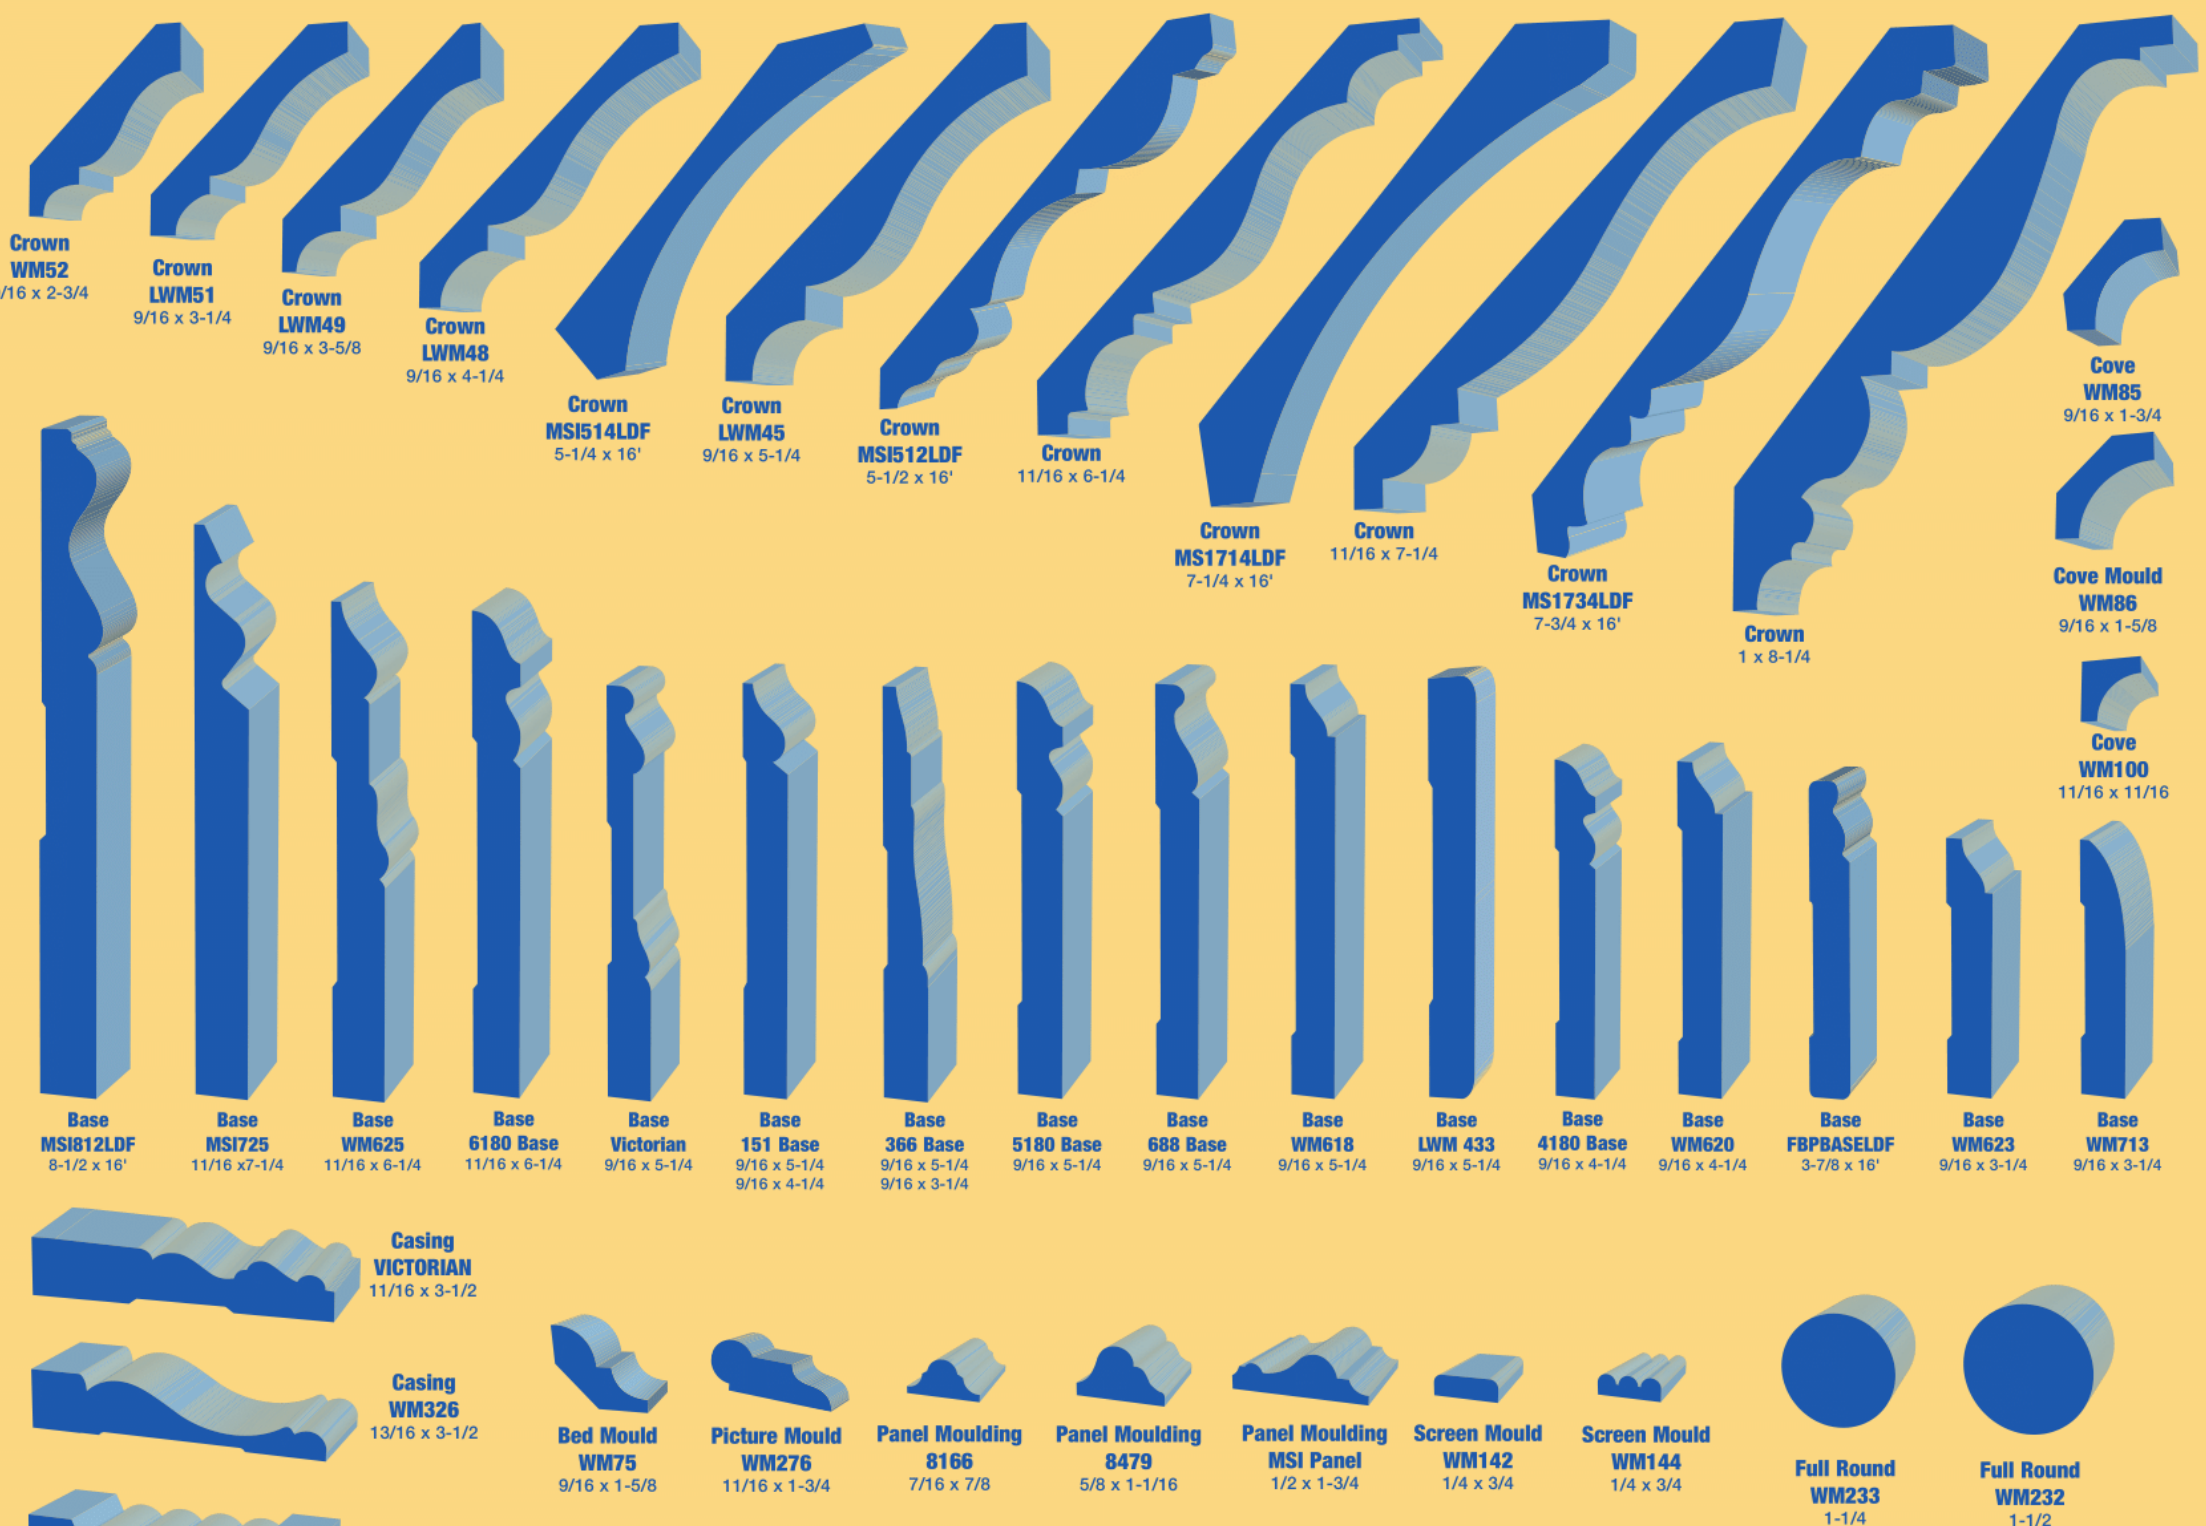 Crown
WM52
/16 x 2-3/4
Crown
LWM51
9/16 x 3-1/4
Crown
LWM49
9/16 x 3-5/8
Crown
LWM48
9/16 x 4-1/4
Crown
MSI514LDF
5-1/4 x 16'
Crown
LWM45
9/16 x 5-1/4
Crown
MSI512LDF
5-1/2 x 16'
Crown
11/16 x 6-1/4
Crown
MS1714LDF
7-1/4 x 16'
Crown
11/16 x 7-1/4
Crown
MS1734LDF
7-3/4 x 16'
Crown
1 x 8-1/4
Cove
WM85
9/16 x 1-3/4
Cove Mould
WM86
9/16 x 1-5/8
Cove
WM100
11/16 x 11/16
Base
MSI812LDF
8-1/2 x 16'
Base
MSI725
11/16 x7-1/4
Base
WM625
11/16 x 6-1/4
Base
6180 Base
11/16 x 6-1/4
Base
Victorian
9/16 x 5-1/4
Base
151 Base
9/16 x 5-1/4
9/16 x 4-1/4
Base
366 Base
9/16 x 5-1/4
9/16 x 3-1/4
Base
5180 Base
9/16 x 5-1/4
Base
688 Base
9/16 x 5-1/4
Base
WM618
9/16 x 5-1/4
Base
LWM 433
9/16 x 5-1/4
Base
4180 Base
9/16 x 4-1/4
Base
WM620
9/16 x 4-1/4
Base
FBPBASELDF
3-7/8 x 16'
Base
WM623
9/16 x 3-1/4
Base
WM713
9/16 x 3-1/4
Casing
VICTORIAN
11/16 x 3-1/2
Casing
WM326
13/16 x 3-1/2
Bed Mould
WM75
9/16 x 1-5/8
Picture Mould
WM276
11/16 x 1-3/4
Panel Moulding
8166
7/16 x 7/8
Panel Moulding
8479
5/8 x 1-1/16
Panel Moulding
MSI Panel
1/2 x 1-3/4
Screen Mould
WM142
1/4 x 3/4
Screen Mould
WM144
1/4 x 3/4
Full Round
WM233
1-1/4
Full Round
WM232
1-1/2